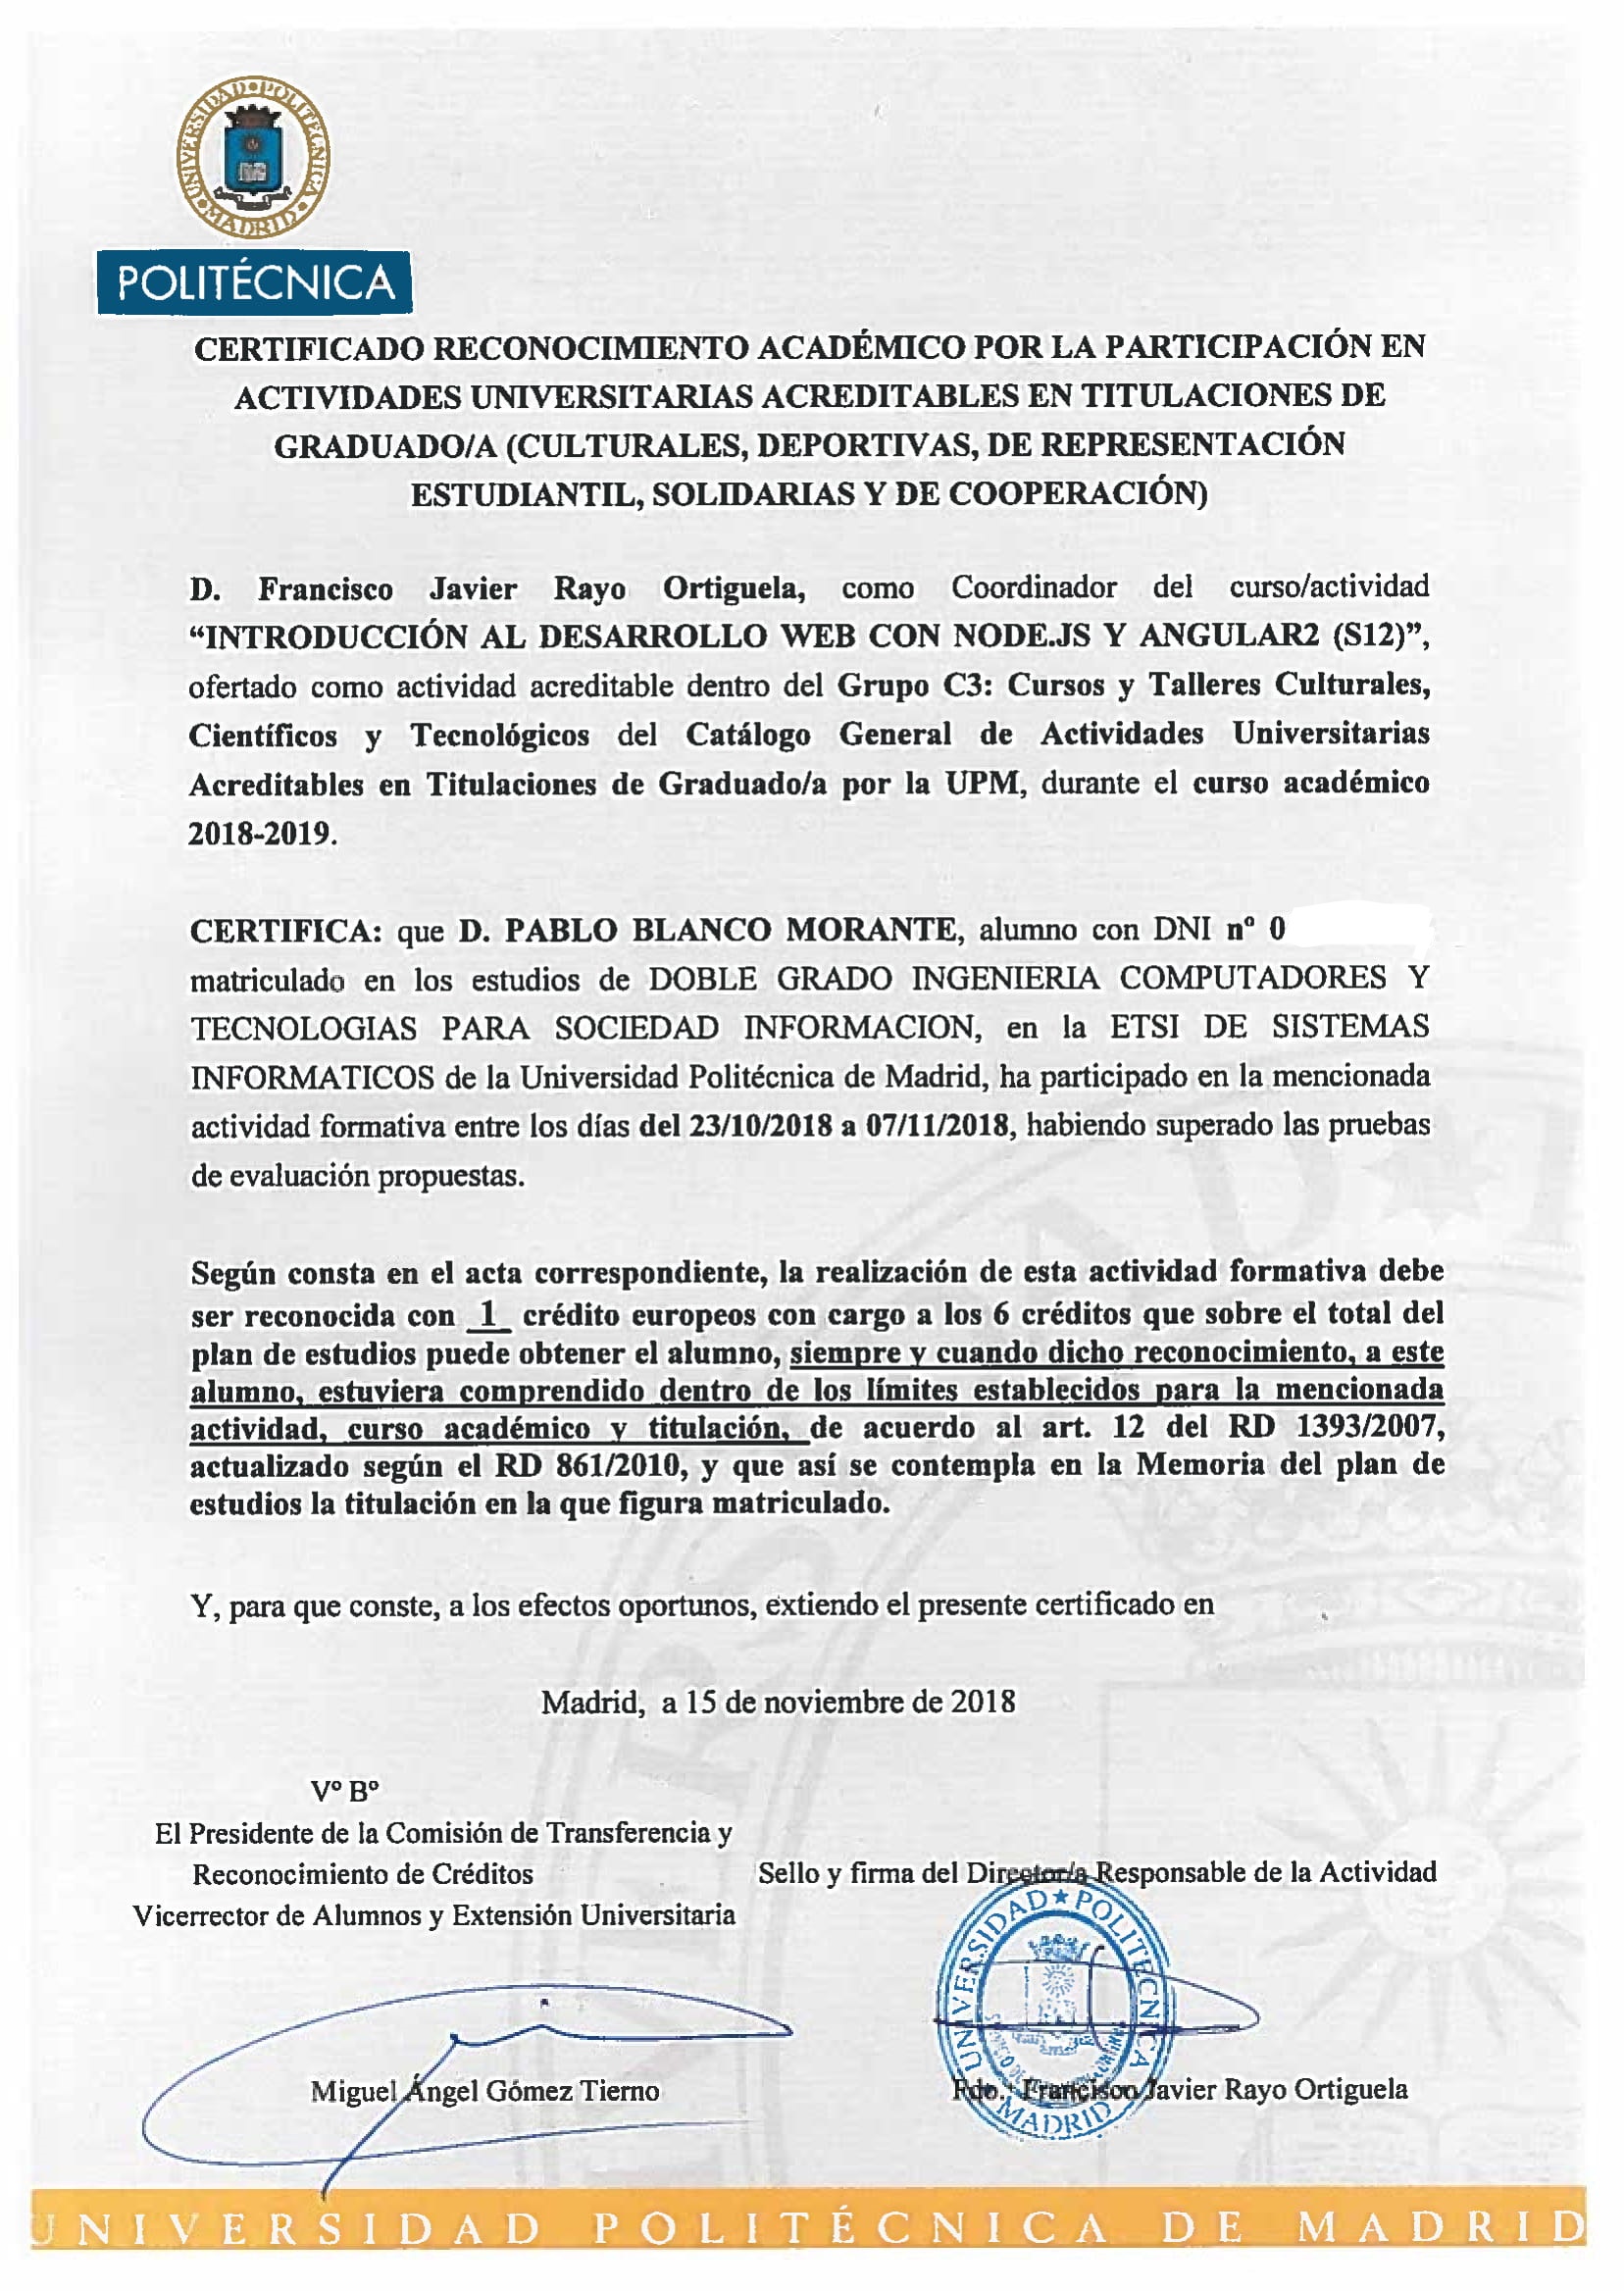 UNIVERSIDAD POLITÉCNICA MADRID
POLITÉCNICA
CERTIFICADO RECONOCIMIENTO ACADÉMICO POR LA PARTICIPACIÓN EN
ACTIVIDADES UNIVERSITARIAS ACREDITABLES EN TITULACIONES DE
GRADUADO/A (CULTURALES, DEPORTIVAS, DE REPRESENTACIÓN
ESTUDIANTIL, SOLIDARIAS Y DE COOPERACIÓN)
D. Francisco Javier Rayo Ortiguela, como Coordinador del curso/actividad
“INTRODUCCIÓN AL DESARROLLO WEB CON NODE.JS Y ANGULAR2 (S12)”,
ofertado como actividad acreditable dentro del Grupo C3: Cursos y Talleres Culturales,
Científicos y Tecnológicos del Catálogo General de Actividades Universitarias
Acreditables en Titulaciones de Graduado/a por la UPM, durante el curso académico
2018-2019.
CERTIFICA: que D. PABLO BLANCO MORANTE, alumno con DNI nº 0
matriculado en los estudios de DOBLE GRADO INGENIERIA COMPUTADORES Y
TECNOLOGIAS PARA SOCIEDAD INFORMACION, en la ETSI DE SISTEMAS
INFORMATICOS de la Universidad Politécnica de Madrid, ha participado en la mencionada
actividad formativa entre los días del 23/10/2018 a 07/11/2018, habiendo superado las pruebas
de evaluación propuestas.
Según consta en el acta correspondiente, la realización de esta actividad formativa debe
ser reconocida con 1 crédito europeos con cargo a los 6 créditos que sobre el total del
plan de estudios puede obtener el alumno, siempre y cuando dicho reconocimiento, a este
alumno, estuviera comprendido dentro de los límites establecidos para la mencionada
actividad, curso académico y titulación, de acuerdo al art. 12 del RD 1393/2007,
actualizado según el RD 861/2010, y que así se contempla en la Memoria del plan de
estudios la titulación en la que figura matriculado.
Y, para que conste, a los efectos oportunos, extiendo el presente certificado en
Madrid, a 15 de noviembre de 2018
Vº Bº
El Presidente de la Comisión de Transferencia y
Reconocimiento de Créditos
Vicerrector de Alumnos y Extensión Universitaria
Sello y firma del Director/a Responsable de la Actividad
UNIVERSIDAD POLITECNICA MADRID
Miguel Ángel Gómez Tierno
Fdo.: Francisco Javier Rayo Ortiguela
UNIVERSIDAD POLITÉCNICA DE MADRID